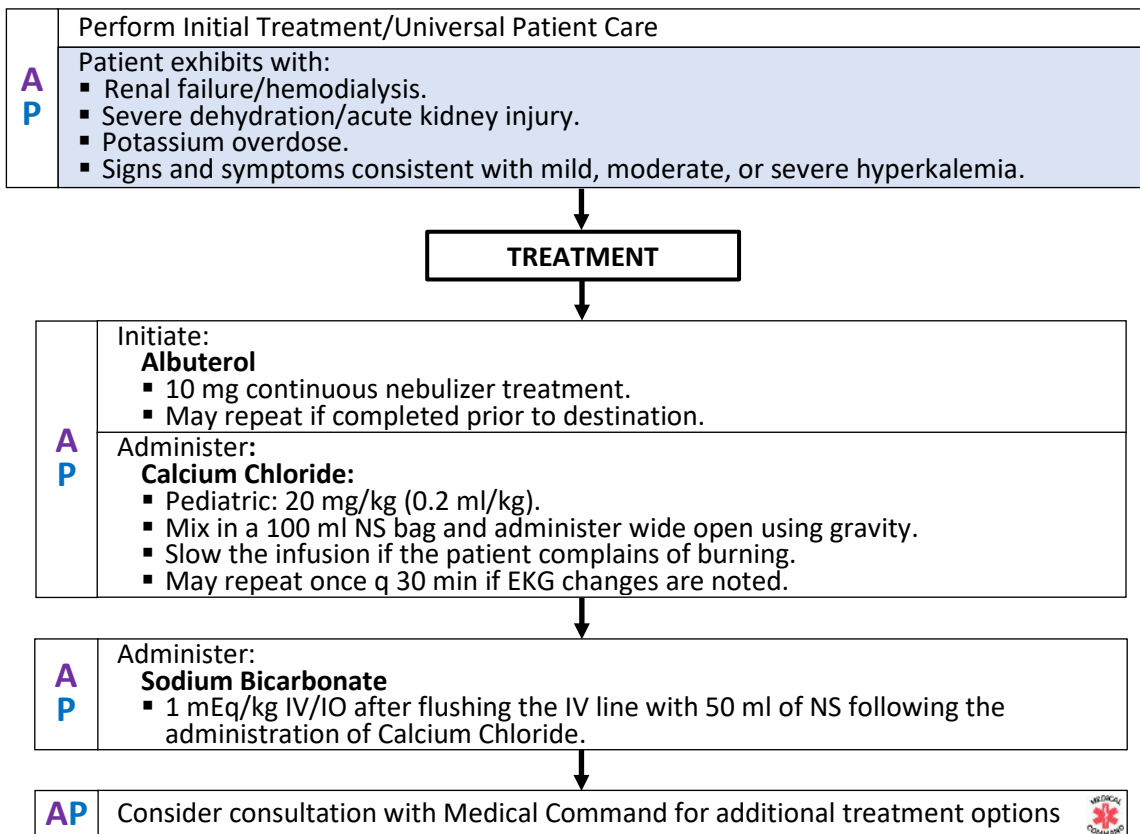 Perform Initial Treatment/Universal Patient Care
A
P
Patient exhibits with:
▪ Renal failure/hemodialysis.
▪ Severe dehydration/acute kidney injury.
▪ Potassium overdose.
▪ Signs and symptoms consistent with mild, moderate, or severe hyperkalemia.
TREATMENT
A
P
Initiate:
Albuterol
▪ 10 mg continuous nebulizer treatment.
▪ May repeat if completed prior to destination.
Administer:
Calcium Chloride:
▪ Pediatric: 20 mg/kg (0.2 ml/kg).
▪ Mix in a 100 ml NS bag and administer wide open using gravity.
▪ Slow the infusion if the patient complains of burning.
▪ May repeat once q 30 min if EKG changes are noted.
A
P
Administer:
Sodium Bicarbonate
▪ 1 mEq/kg IV/IO after flushing the IV line with 50 ml of NS following the
administration of Calcium Chloride.
AP Consider consultation with Medical Command for additional treatment options
MEDICAL
COMMAND